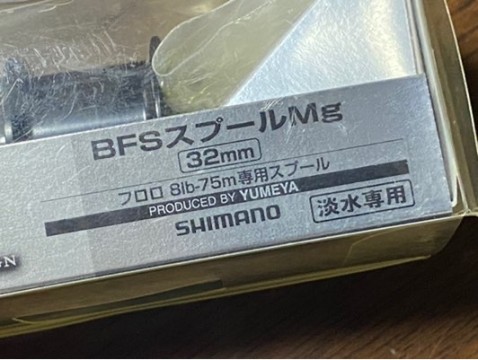 BFSスプールMg
32mm
フロロ 8lb-75m専用スプール
PRODUCED BY YUMEYA
SHIMANO
淡水専用